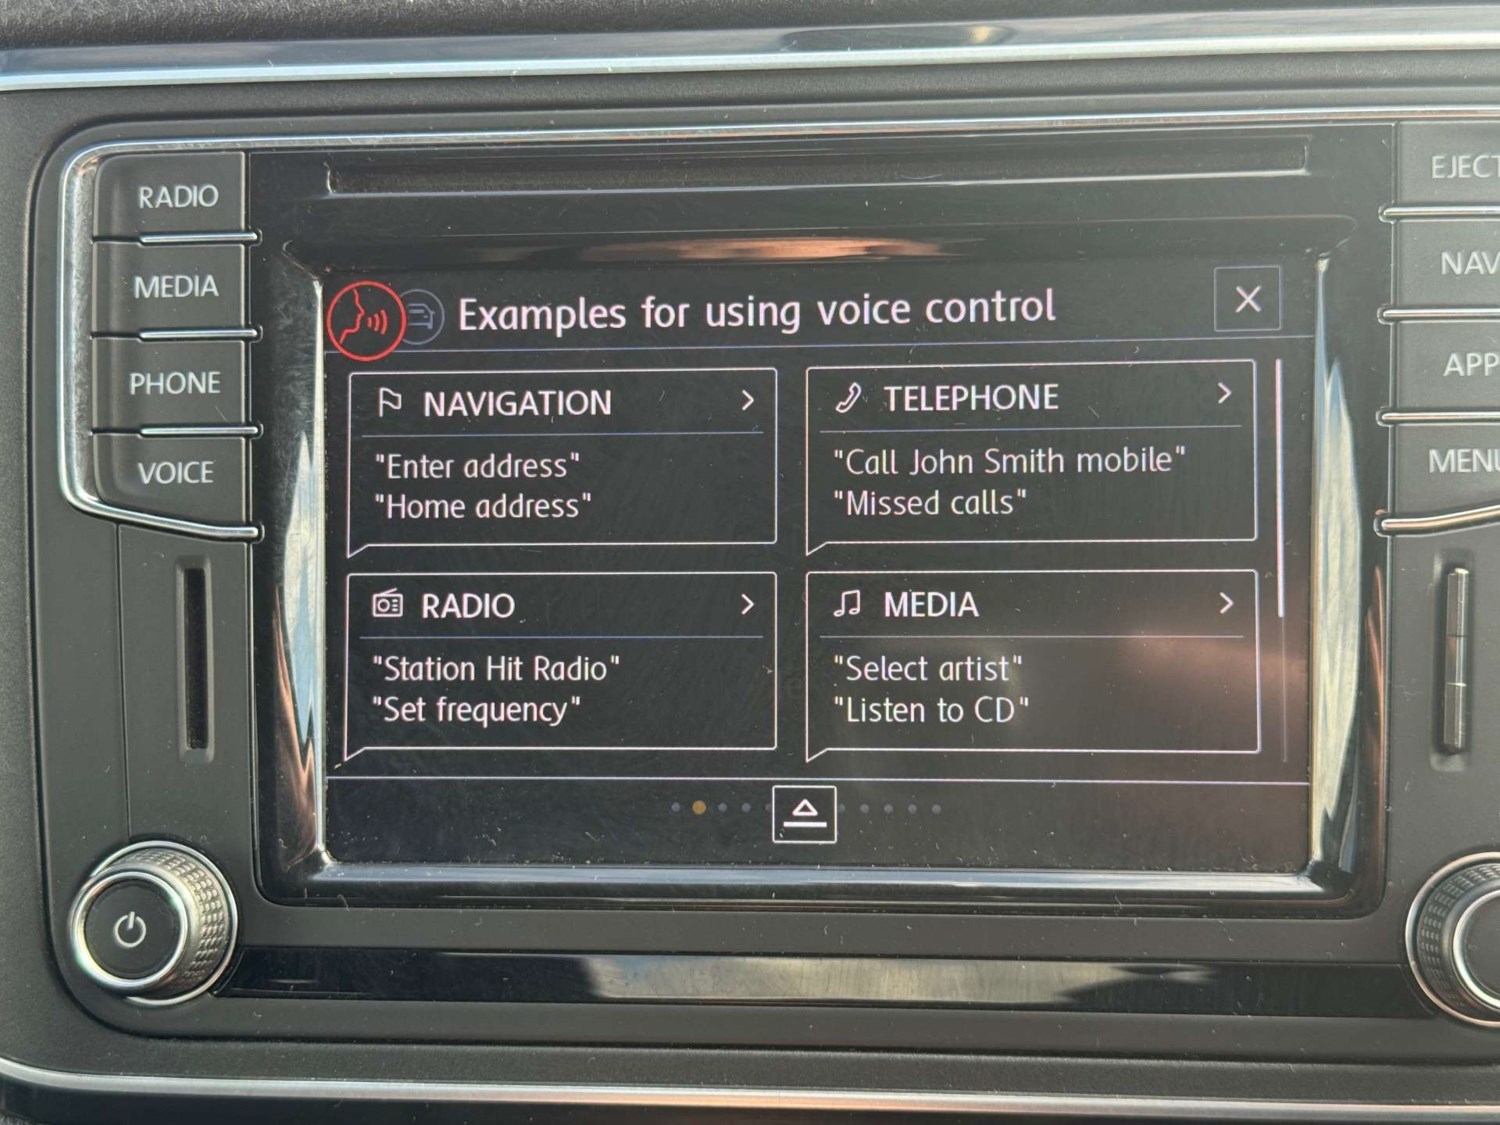 RADIO
MEDIA
PHONE
VOICE
Examples for using voice control
NAVIGATION
"Enter address"
"Home address"
TELEPHONE
"Call John Smith mobile"
"Missed calls"
RADIO
"Station Hit Radio"
"Set frequency"
MEDIA
"Select artist"
"Listen to CD"
EJECT
NAV
APP
MENU